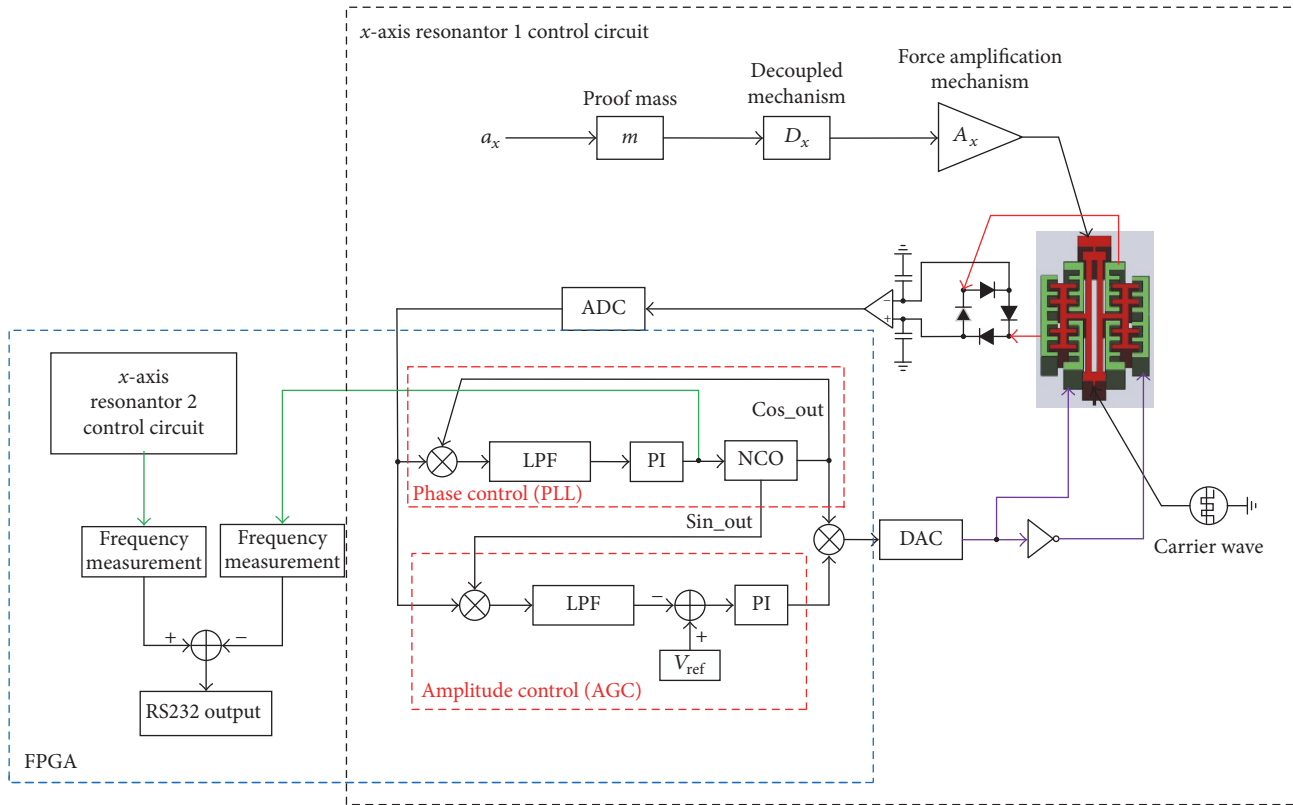 x-axis resonantor 1 control circuit
Force amplification
mechanism
Decoupled
mechanism
Proof mass
a_x
m
D_x
A_x
−
+
ADC
x-axis
resonantor 2
control circuit
Cos_out
LPF
PI
NCO
Phase control (PLL)
Sin_out
Frequency
measurement
Frequency
measurement
DAC
Carrier wave
LPF
−
PI
+
V_ref
+
−
Amplitude control (AGC)
RS232 output
FPGA